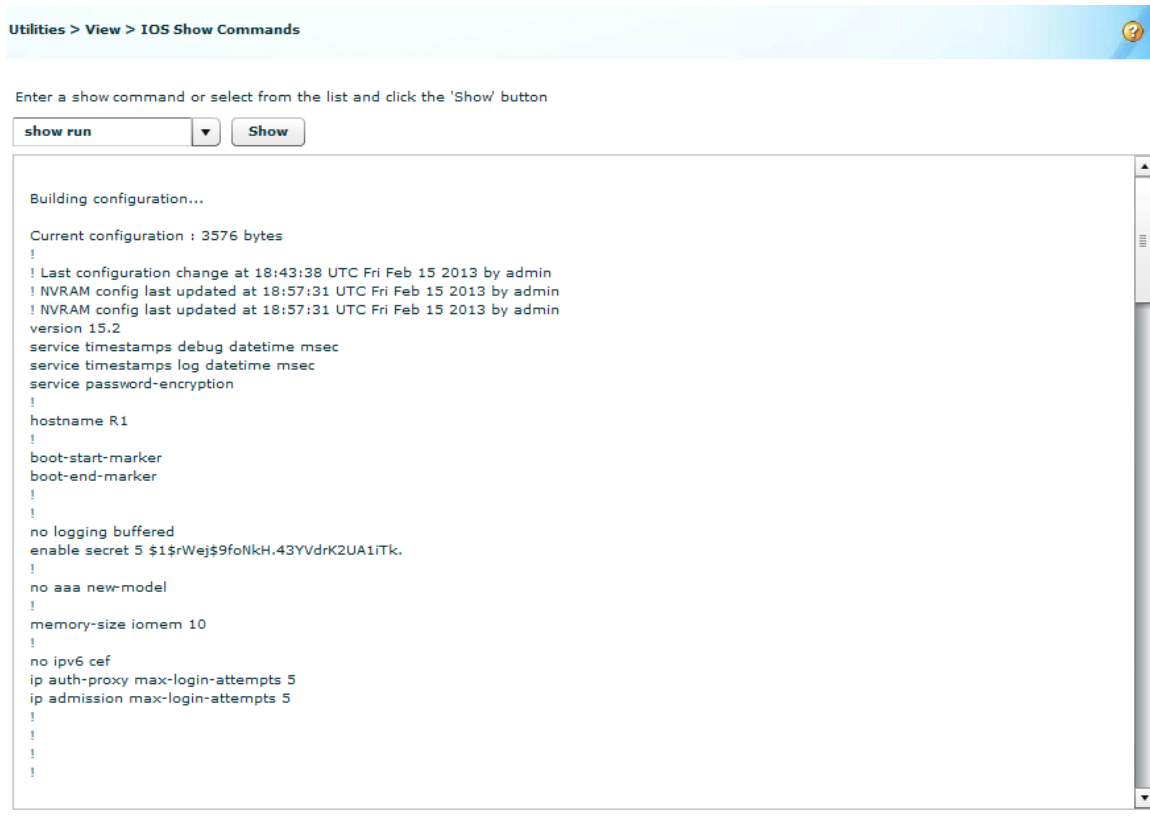 Utilities > View > IOS Show Commands
Enter a show command or select from the list and click the 'Show' button
show run
Show
Building configuration...
Current configuration : 3576 bytes
!
! Last configuration change at 18:43:38 UTC Fri Feb 15 2013 by admin
! NVRAM config last updated at 18:57:31 UTC Fri Feb 15 2013 by admin
! NVRAM config last updated at 18:57:31 UTC Fri Feb 15 2013 by admin
version 15.2
service timestamps debug datetime msec
service timestamps log datetime msec
service password-encryption
!
hostname R1
!
boot-start-marker
boot-end-marker
!
!
no logging buffered
enable secret 5 $1$rWej$9foNkH.43YVdrK2UA1iTk.
!
no aaa new-model
!
memory-size iomem 10
!
no ipv6 cef
ip auth-proxy max-login-attempts 5
ip admission max-login-attempts 5
!
!
!
!